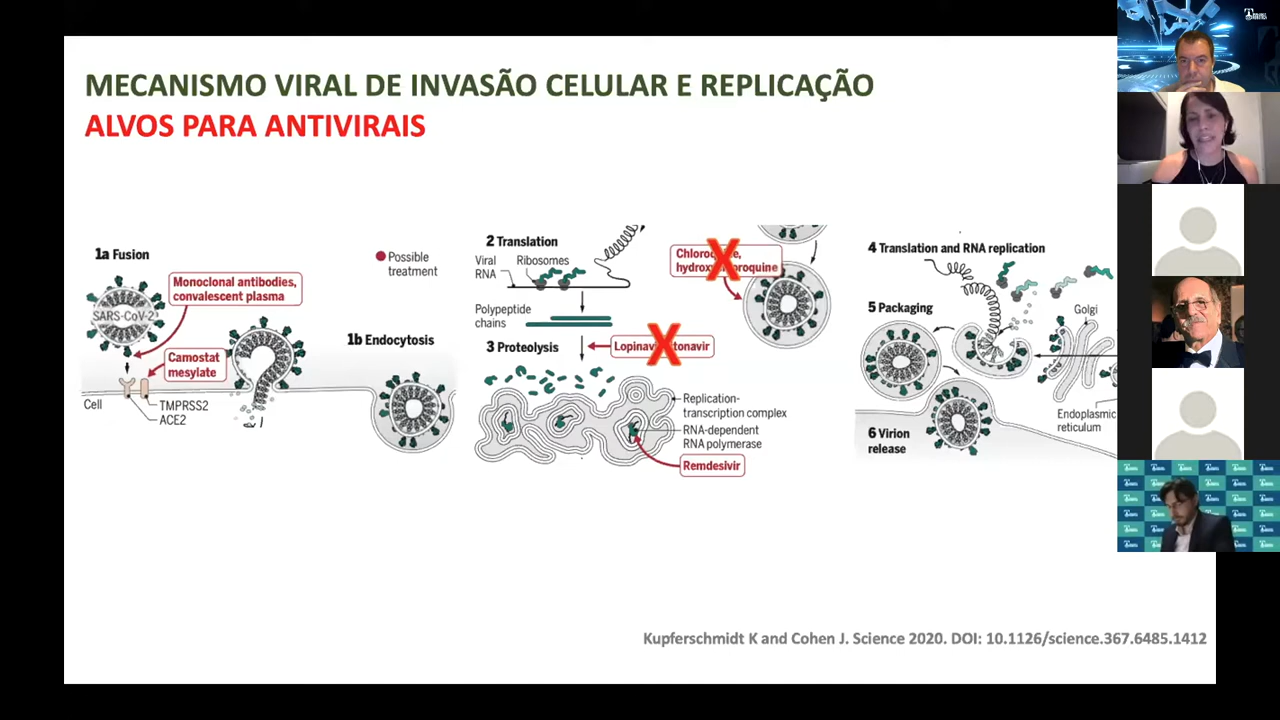 MECANISMO VIRAL DE INVASÃO CELULAR E REPLICAÇÃO
ALVOS PARA ANTIVIRAIS
1a Fusion
Possible
treatment
Monoclonal antibodies,
convalescent plasma
SARS-CoV-2
Camostat
mesylate
Cell
TMPRSS2
ACE2
1b Endocytosis
2 Translation
Viral
RNA
Ribosomes
Polypeptide
chains
3 Proteolysis
Replication-
transcription complex
RNA-dependent
RNA polymerase
Remdesivir
4 Translation and RNA replication
5 Packaging
Golgi
Endoplasmic
reticulum
6 Virion
release
Kupferschmidt K and Cohen J. Science 2020. DOI: 10.1126/science.367.6485.1412